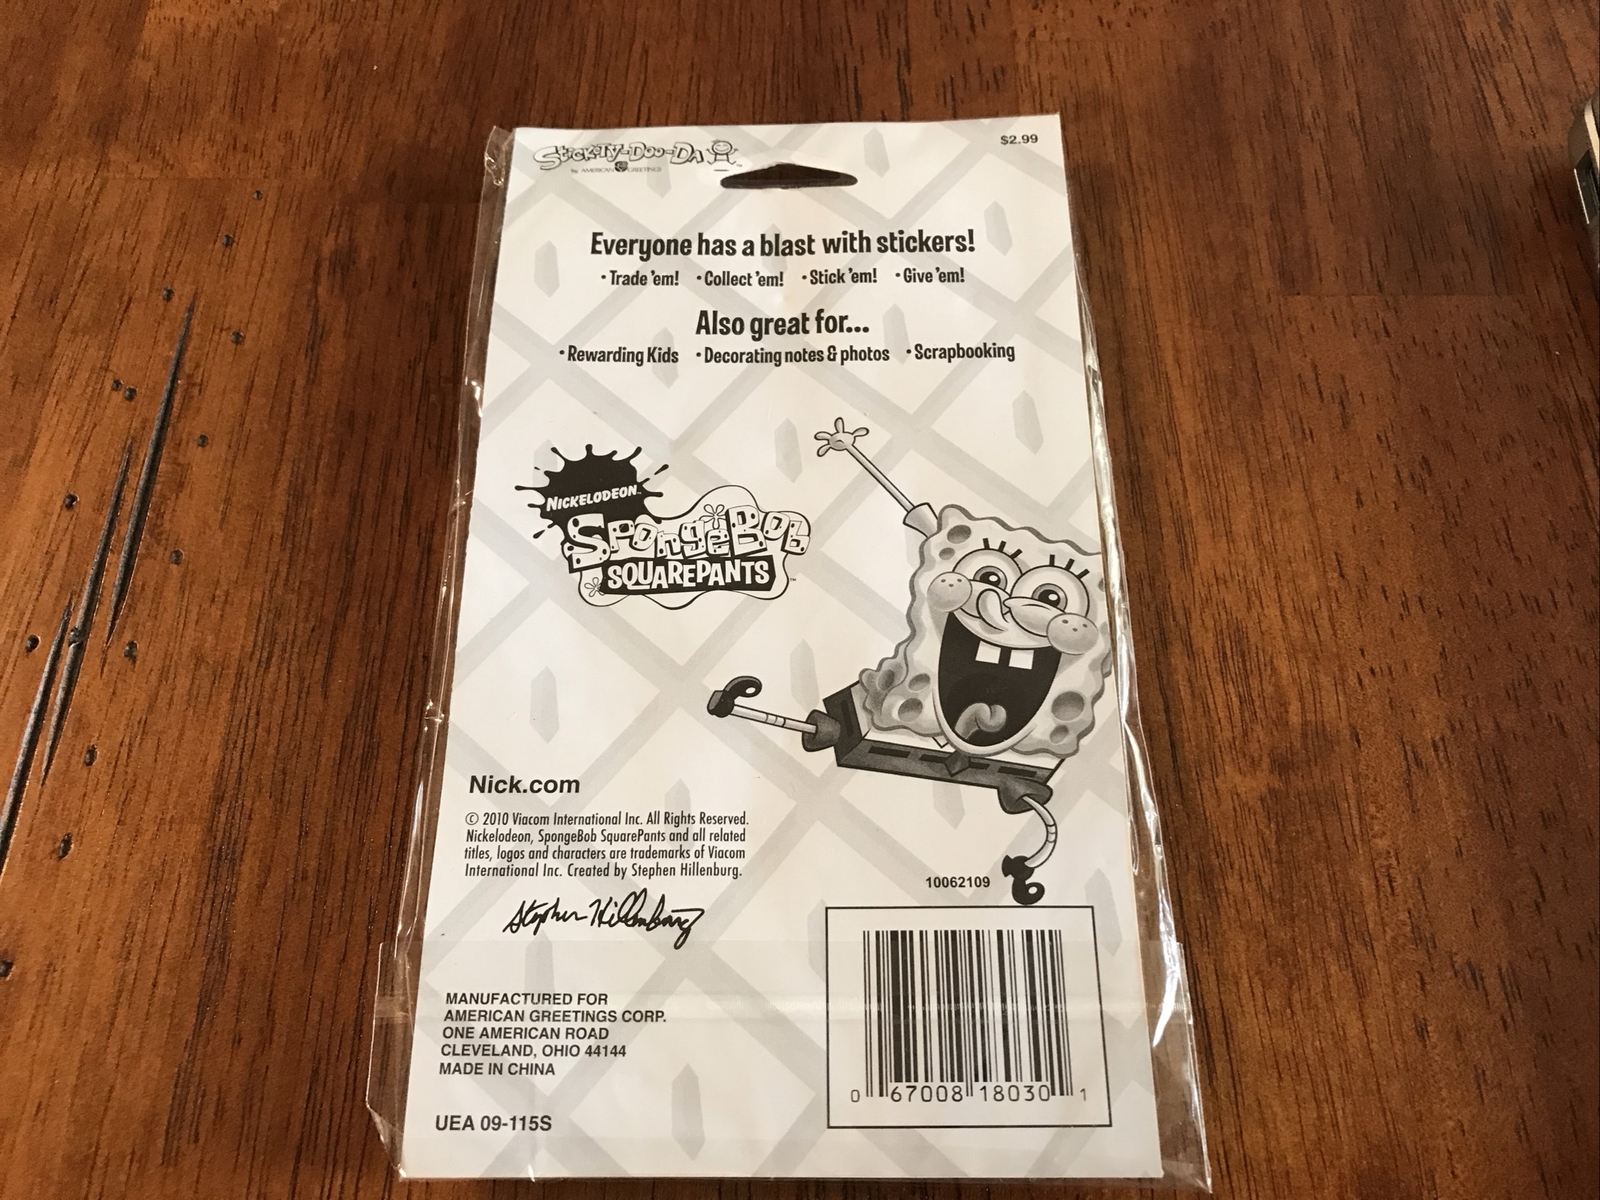 Stick-Ty-Doo-Da
by AMERICAN GREETINGS
$2.99
Everyone has a blast with stickers!
• Trade 'em! • Collect 'em! • Stick 'em! • Give 'em!
Also great for...
• Rewarding Kids • Decorating notes & photos • Scrapbooking
NICKELODEON™
SpongeBob
SQUAREPANTS™
Nick.com
© 2010 Viacom International Inc. All Rights Reserved.
Nickelodeon, SpongeBob SquarePants and all related
titles, logos and characters are trademarks of Viacom
International Inc. Created by Stephen Hillenburg.
Stephen Hillenburg
10062109
MANUFACTURED FOR
AMERICAN GREETINGS CORP.
ONE AMERICAN ROAD
CLEVELAND, OHIO 44144
MADE IN CHINA
UEA 09-115S
0 67008 18030 1